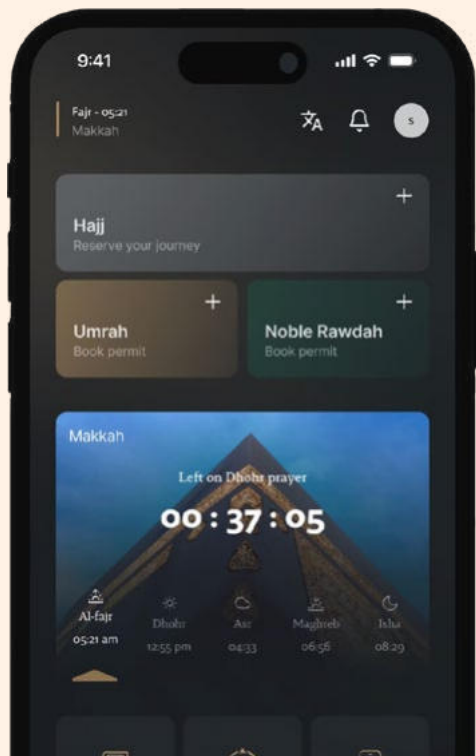 9:41
Fajr - 05:21
Makkah
文A
S
Hajj
Reserve your journey
Umrah
Book permit
Noble Rawdah
Book permit
Makkah
Left on Dhohr prayer
00 : 37 : 05
Al-fajr Dhohr Asr Maghreb Isha
05:21 am 12:55 pm 04:33 06:56 08:29